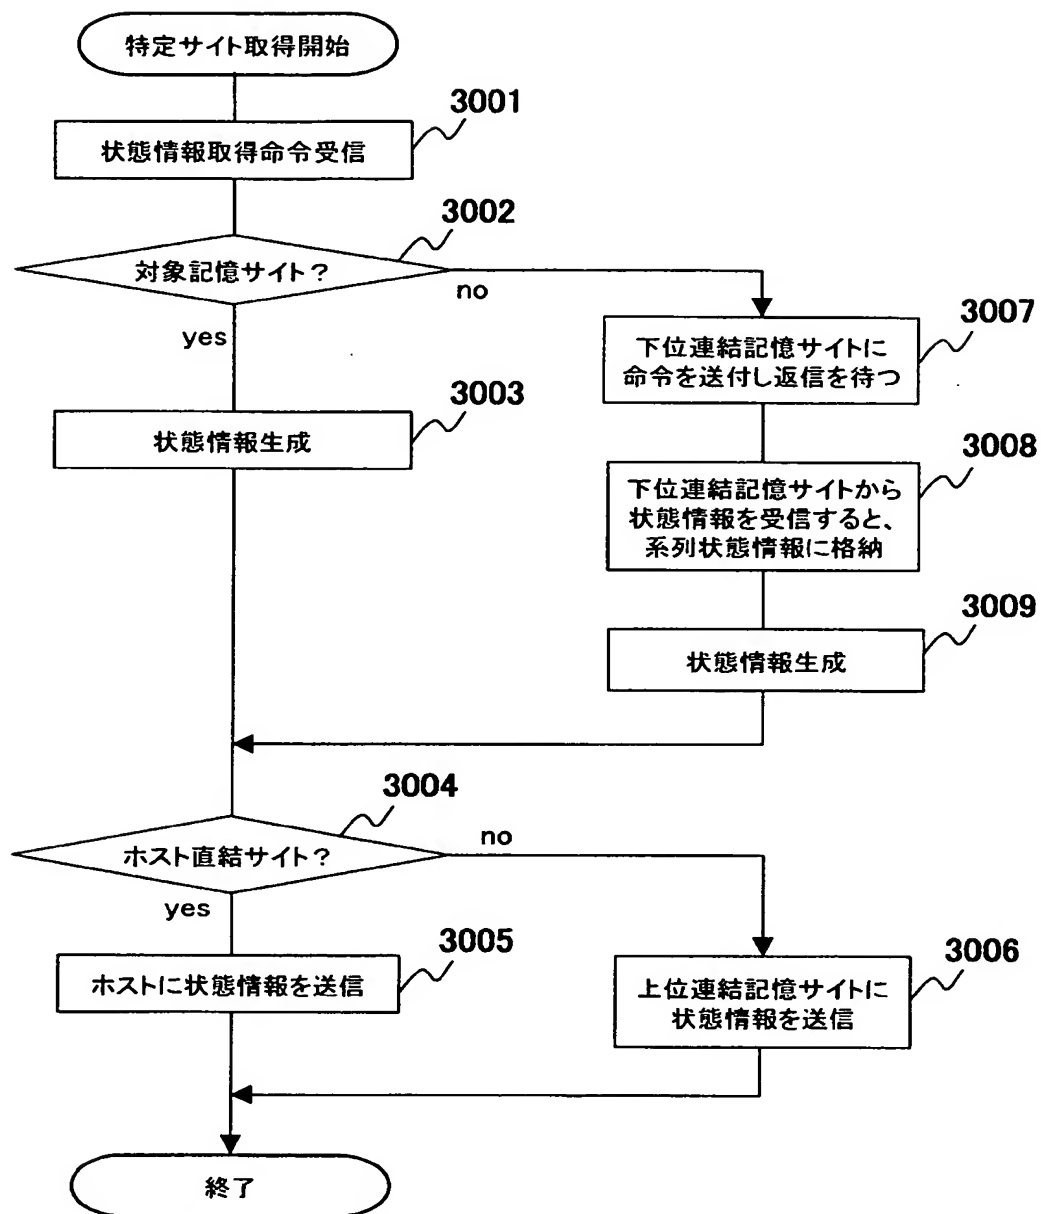 特定サイト取得開始
3001
状態情報取得命令受信
3002
対象記憶サイト?
no
yes
3007
下位連結記憶サイトに
命令を送付し返信を待つ
3003
状態情報生成
3008
下位連結記憶サイトから
状態情報を受信すると、
系列状態情報に格納
3009
状態情報生成
3004
ホスト直結サイト?
no
yes
3005
ホストに状態情報を送信
3006
上位連結記憶サイトに
状態情報を送信
終了